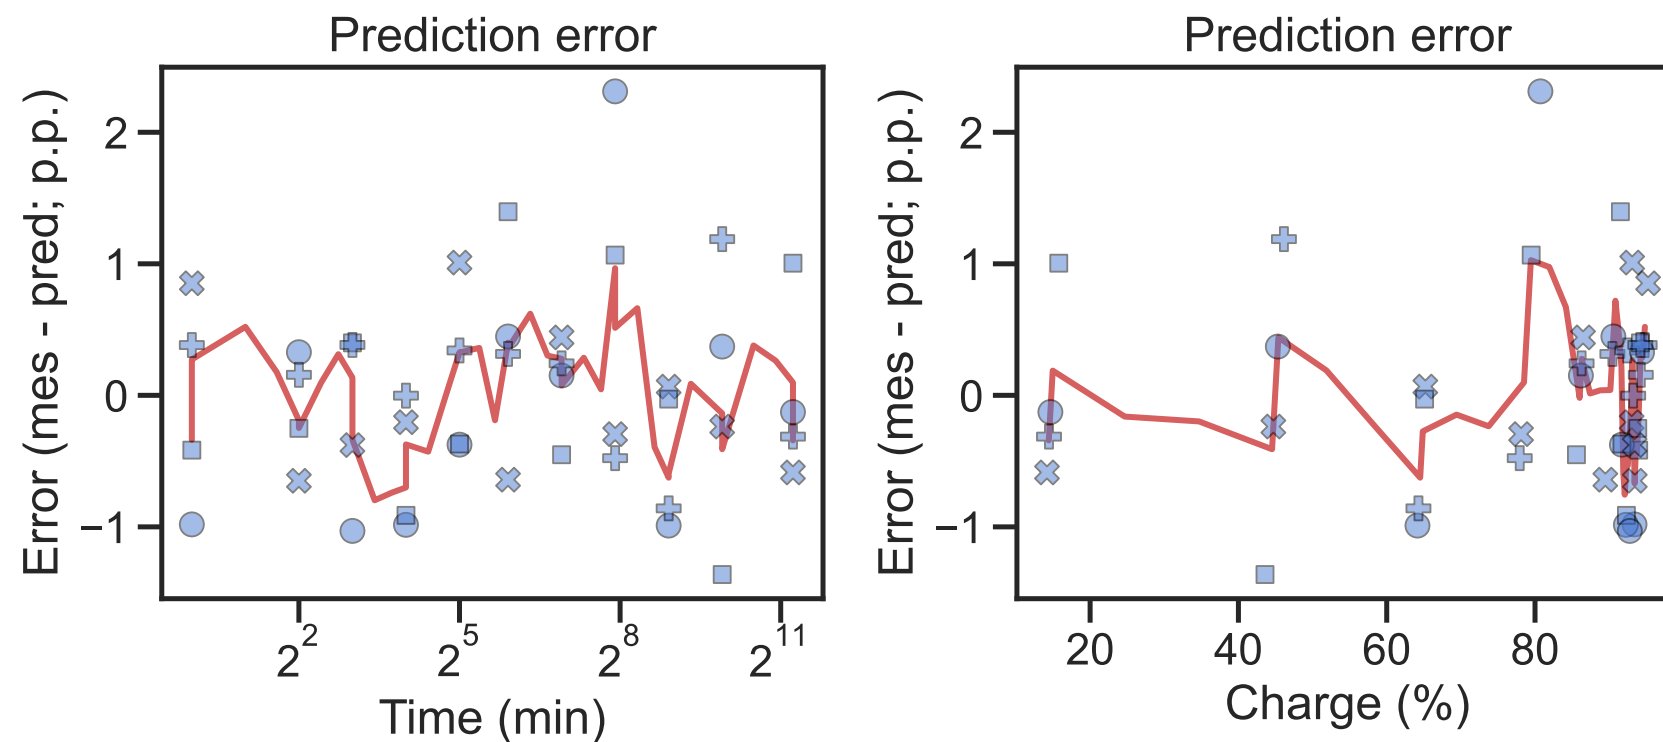 Prediction error
Error (mes - pred; p.p.)
2
1
0
−1
2^2
2^5
2^8
2^11
Time (min)
Prediction error
Error (mes - pred; p.p.)
2
1
0
−1
20
40
60
80
Charge (%)